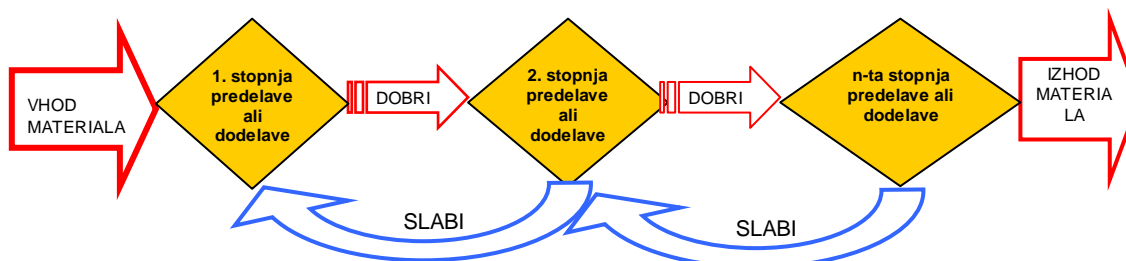 VHOD
MATERIALA
1. stopnja
predelave
ali
dodelave
DOBRI
2. stopnja
predelave
ali
dodelave
DOBRI
n-ta stopnja
predelave ali
dodelave
IZHOD
MATERIA
LA
SLABI
SLABI